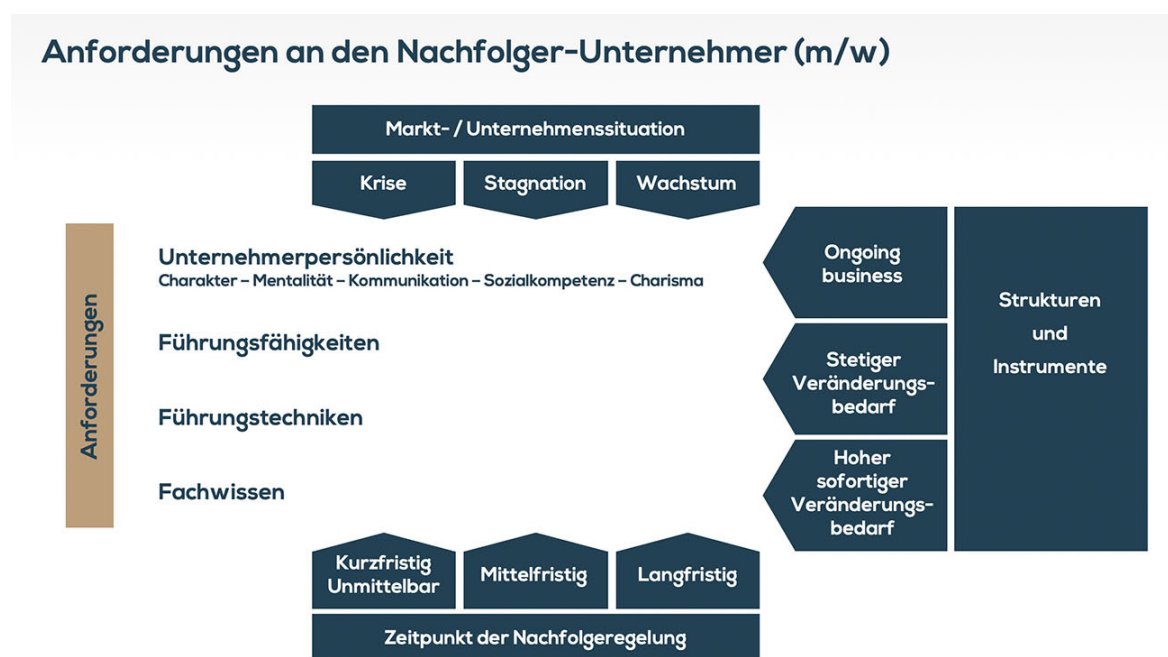 Anforderungen an den Nachfolger-Unternehmer (m/w)
Markt- / Unternehmenssituation
Krise
Stagnation
Wachstum
Anforderungen
Unternehmerpersönlichkeit
Charakter – Mentalität – Kommunikation – Sozialkompetenz – Charisma
Führungsfähigkeiten
Führungstechniken
Fachwissen
Ongoing
business
Stetiger
Veränderungs-
bedarf
Hoher
sofortiger
Veränderungs-
bedarf
Strukturen
und
Instrumente
Kurzfristig
Unmittelbar
Mittelfristig
Langfristig
Zeitpunkt der Nachfolgeregelung